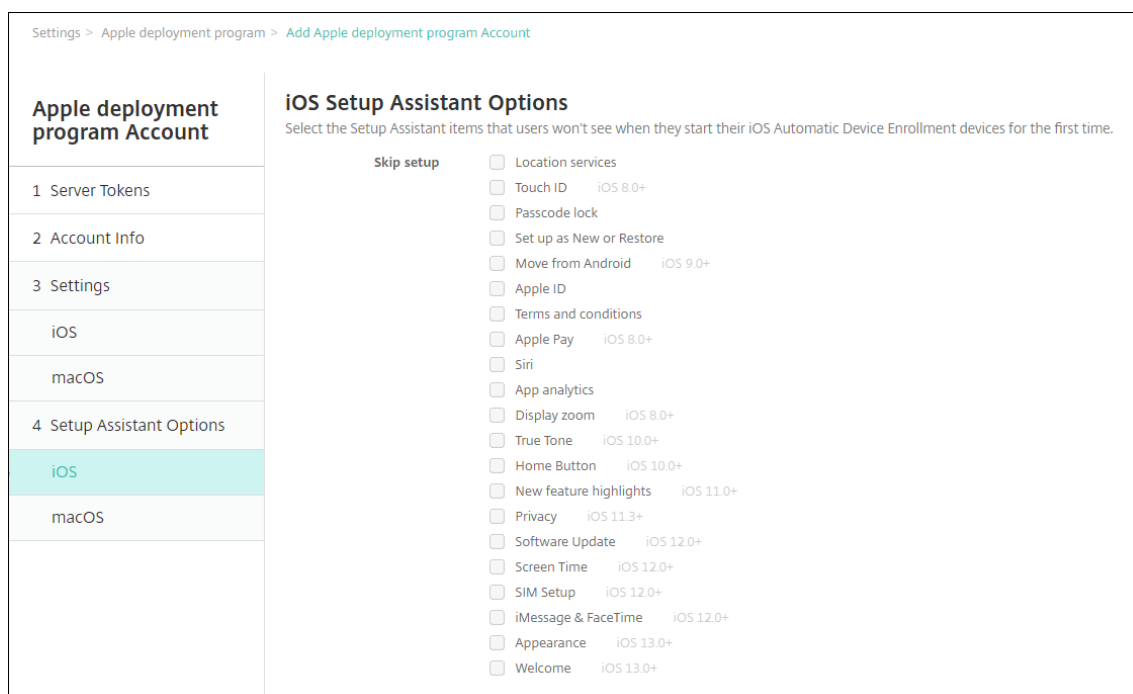 Settings > Apple deployment program > Add Apple deployment program Account
Apple deployment
program Account
1 Server Tokens
2 Account Info
3 Settings
iOS
macOS
4 Setup Assistant Options
iOS
macOS
iOS Setup Assistant Options
Select the Setup Assistant items that users won't see when they start their iOS Automatic Device Enrollment devices for the first time.
Skip setup
Location services
Touch ID iOS 8.0+
Passcode lock
Set up as New or Restore
Move from Android iOS 9.0+
Apple ID
Terms and conditions
Apple Pay iOS 8.0+
Siri
App analytics
Display zoom iOS 8.0+
True Tone iOS 10.0+
Home Button iOS 10.0+
New feature highlights iOS 11.0+
Privacy iOS 11.3+
Software Update iOS 12.0+
Screen Time iOS 12.0+
SIM Setup iOS 12.0+
iMessage & FaceTime iOS 12.0+
Appearance iOS 13.0+
Welcome iOS 13.0+